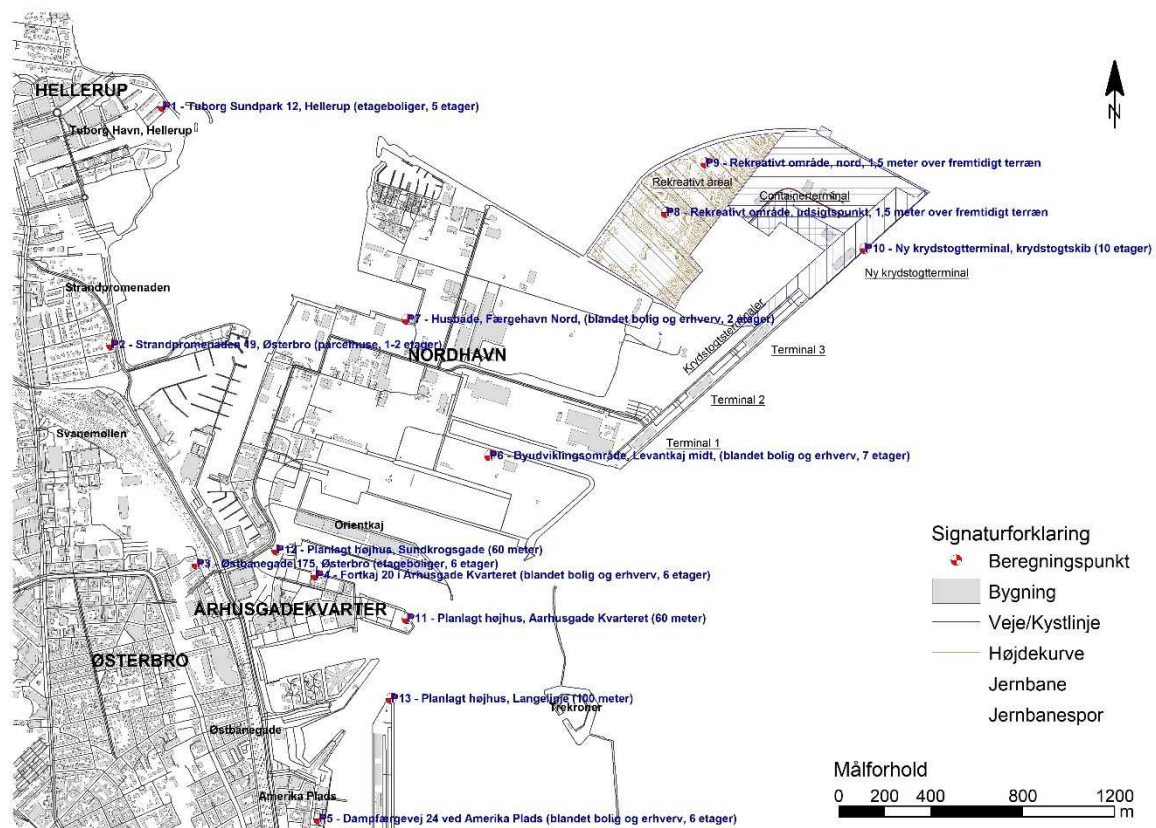 HELLERUP
P1 - Tuborg Sundpark 12, Hellerup (etageboliger, 5 etager)
Tuborg Havn, Hellerup
N
P9 - Rekreativt område, nord, 1,5 meter over fremtidigt terræn
Rekreativt areal
Containerterminal
P8 - Rekreativt område, udsigtspunkt, 1,5 meter over fremtidigt terræn
P10 - Ny krydstogtterminal, krydstogtskib (10 etager)
Ny krydstogtterminal
Strandpromenaden
P7 - Husbåde, Færgehavn Nord, (blandet bolig og erhverv, 2 etager)
P2 - Strandpromenaden 49, Østerbro (parcelhuse, 1-2 etager)
NORDHAVN
Krydstogtsterminaler
Terminal 3
Terminal 2
Svanemøllen
Terminal 1
P6 - Byudviklingsområde, Levantkaj midt, (blandet bolig og erhverv, 7 etager)
Orientkaj
P12 - Planlagt højhus, Sundkrogsgade (60 meter)
P3 - Østbanegade 175, Østerbro (etageboliger, 6 etager)
P4 - Fortkaj 20 i Århusgade Kvarteret (blandet bolig og erhverv, 6 etager)
ÅRHUSGADEKVARTER
P11 - Planlagt højhus, Aarhusgade Kvarteret (60 meter)
ØSTERBRO
P13 - Planlagt højhus, Langelinje (100 meter)
Trekroner
Østbanegade
Amerika Plads
P5 - Dampfærgevej 24 ved Amerika Plads (blandet bolig og erhverv, 6 etager)
Signaturforklaring
Beregningspunkt
Bygning
Veje/Kystlinje
Højdekurve
Jernbane
Jernbanespor
Målforhold
0 200 400 800 1200
m